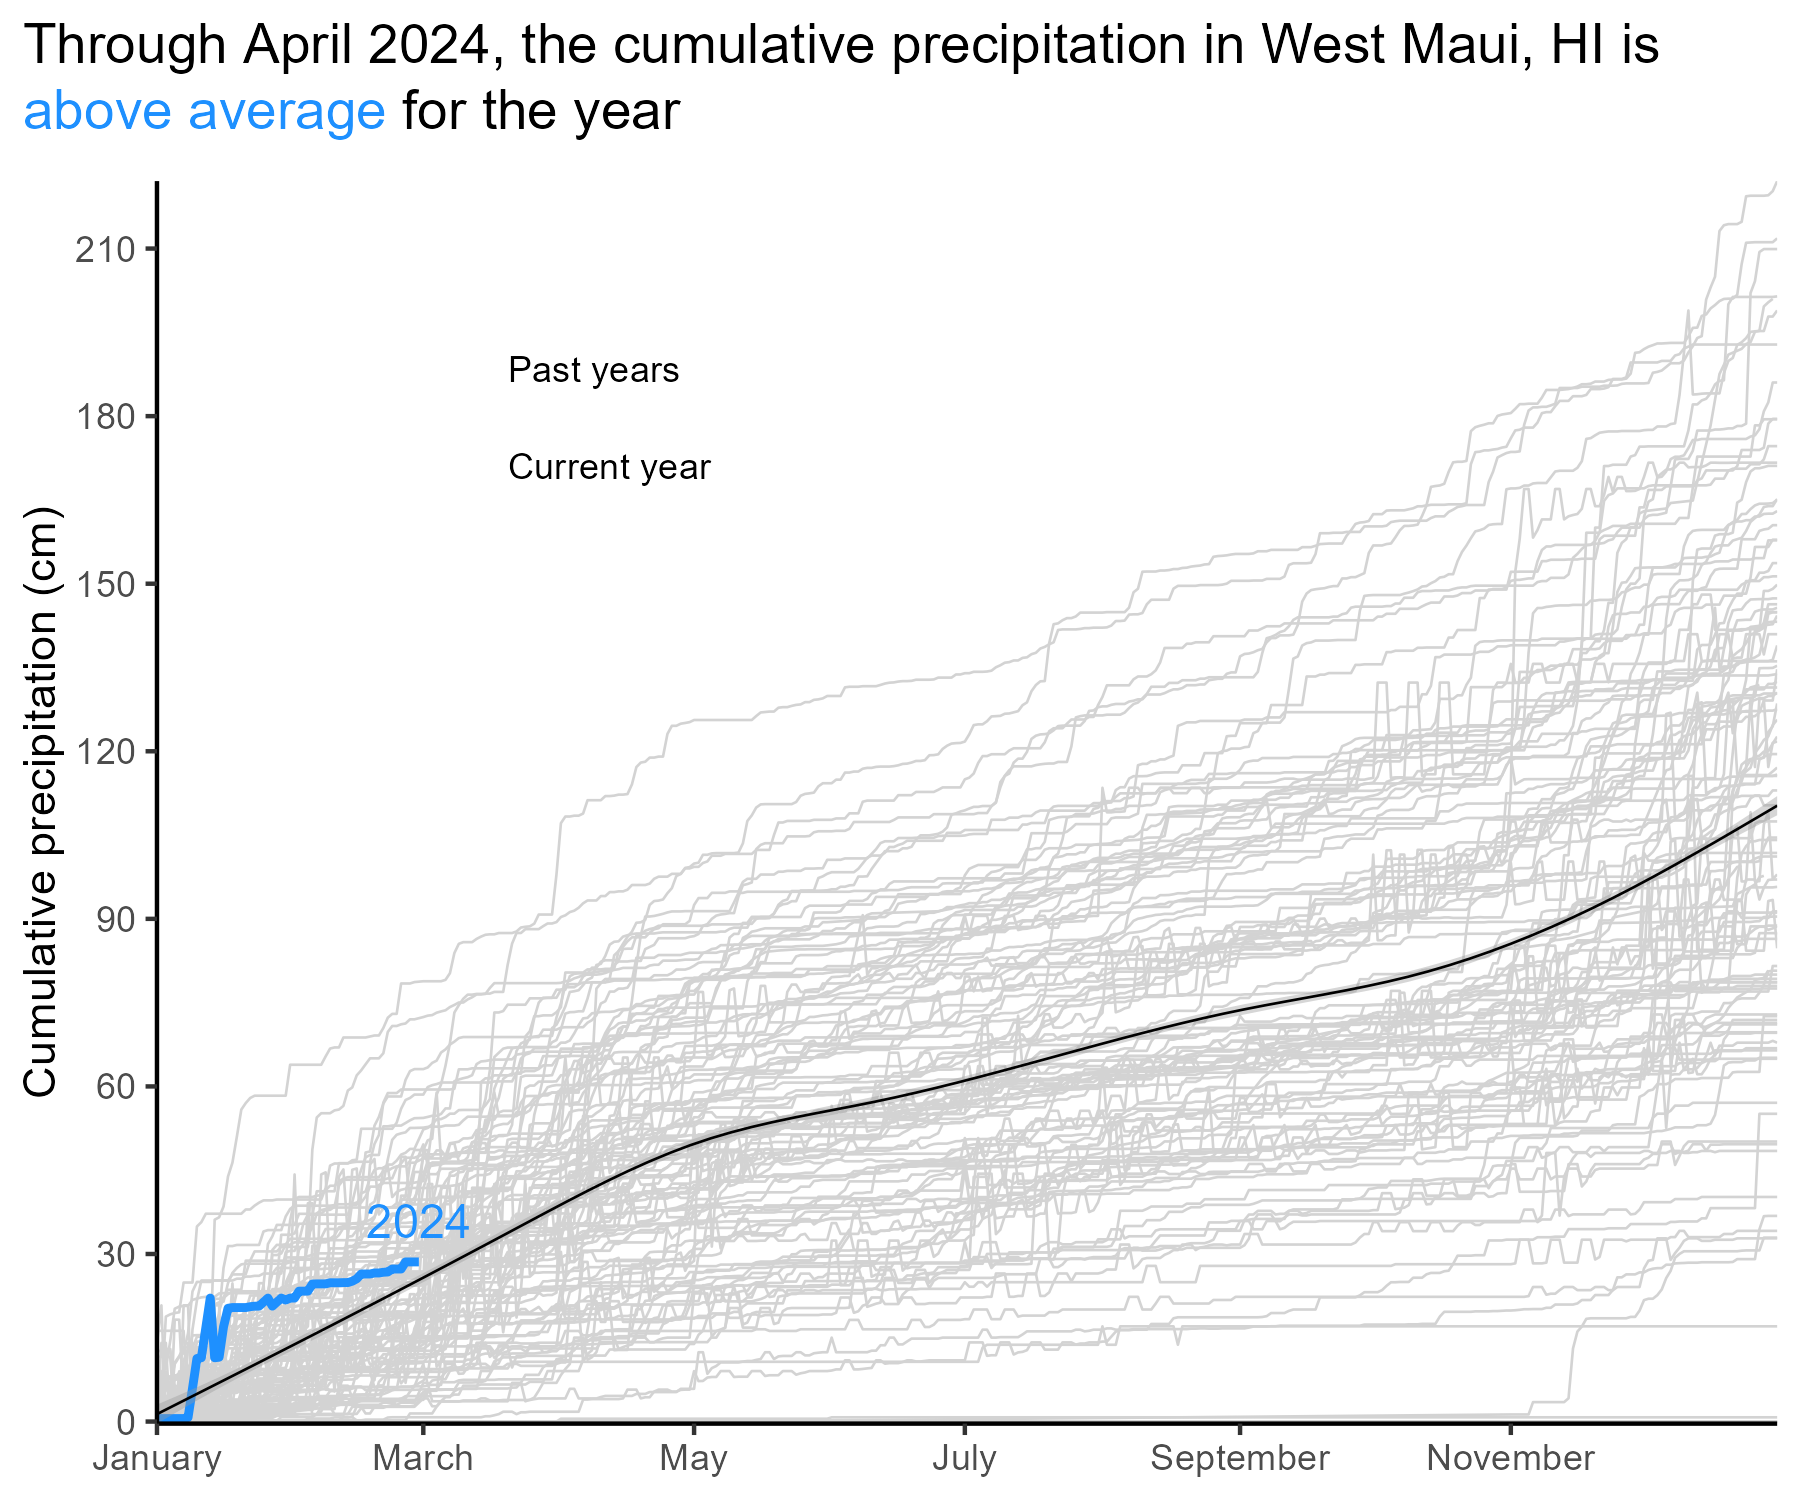 Through April 2024, the cumulative precipitation in West Maui, HI is
above average for the year
Cumulative precipitation (cm)
210
180
150
120
90
60
30
0
Past years
Current year
2024
January
March
May
July
September
November